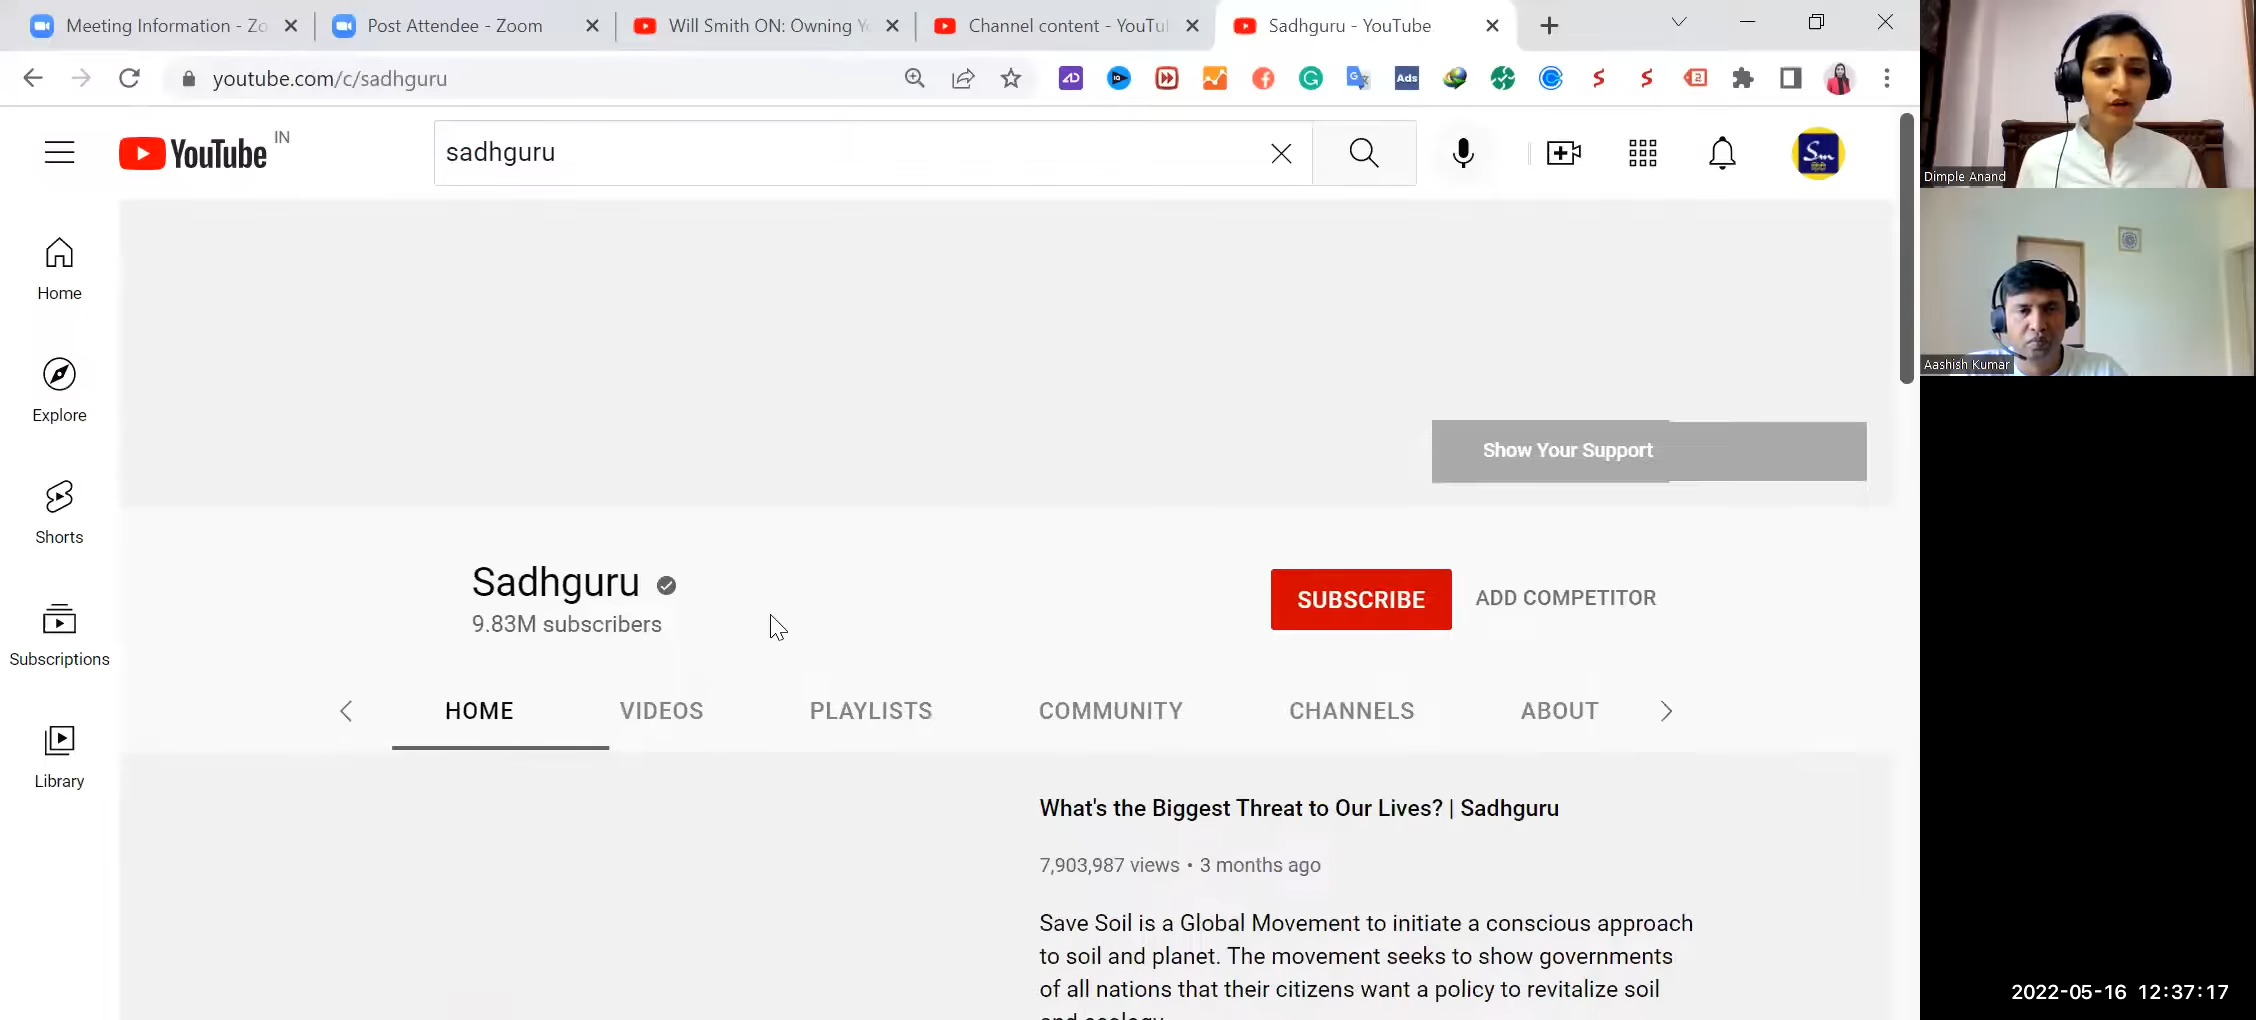 Meeting Information - Zo
Post Attendee - Zoom
Will Smith ON: Owning Yo
Channel content - YouTu
Sadhguru - YouTube
youtube.com/c/sadhguru
Ads
YouTube IN
sadhguru
Sm
Home
Explore
Shorts
Subscriptions
Library
Show Your Support
Sadhguru
9.83M subscribers
SUBSCRIBE
ADD COMPETITOR
HOME
VIDEOS
PLAYLISTS
COMMUNITY
CHANNELS
ABOUT
What's the Biggest Threat to Our Lives? | Sadhguru
7,903,987 views • 3 months ago
Save Soil is a Global Movement to initiate a conscious approach
to soil and planet. The movement seeks to show governments
of all nations that their citizens want a policy to revitalize soil
and ecology.
Dimple Anand
Aashish Kumar
2022-05-16 12:37:17